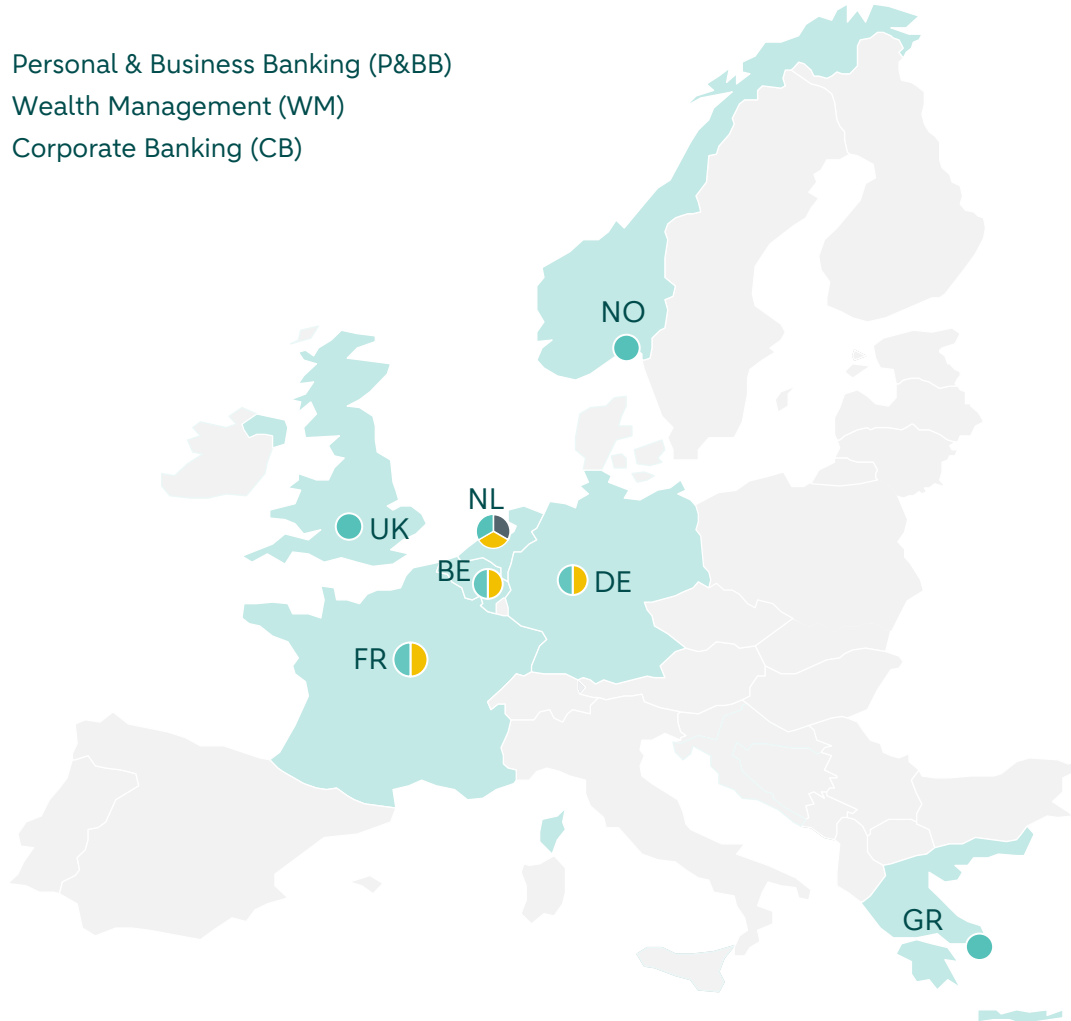 Personal & Business Banking (P&BB)
Wealth Management (WM)
Corporate Banking (CB)
NO
NL
UK
BE
DE
FR
GR